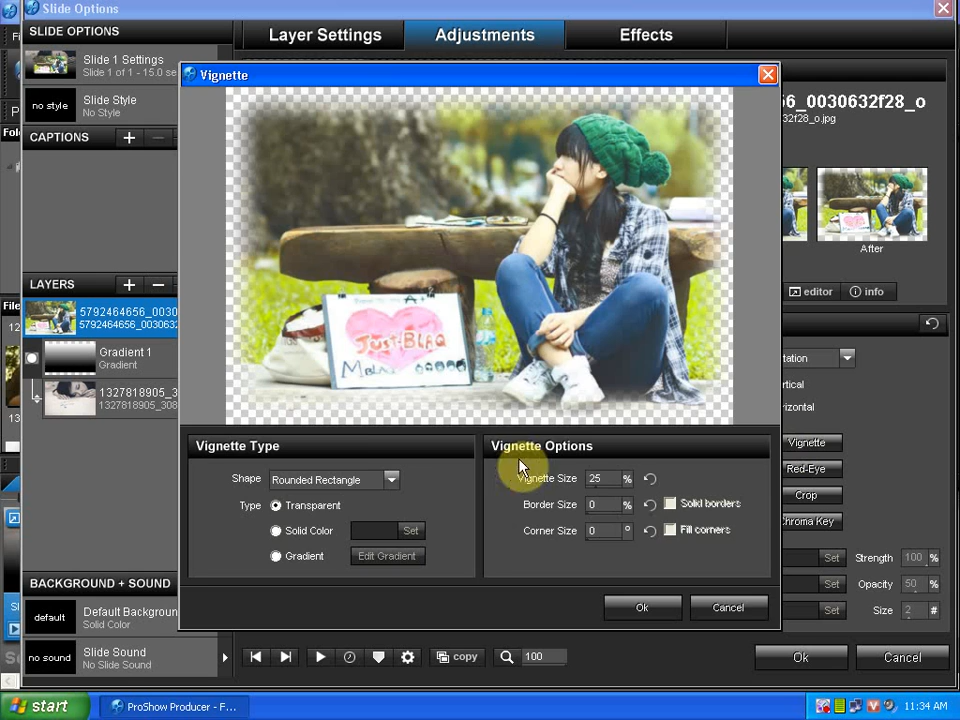 Slide Options
SLIDE OPTIONS
Layer Settings
Adjustments
Effects
Slide 1 Settings
Slide 1 of 1 - 15.0 se
no style
Slide Style
No Style
CAPTIONS
Vignette
56_0030632f28_o
32f28_o.jpg
After
editor
info
LAYERS
5792464656_0030
5792464656_003063
Gradient 1
Gradient
1327818905_3
1327818905_308
JUST-BLAQ
MBLAQ
tation
rtical
orizontal
Vignette
Red-Eye
Crop
Chroma Key
Set
Strength
100
%
Set
Opacity
50
%
Set
Size
2
#
Vignette Type
Shape
Rounded Rectangle
Type
Transparent
Solid Color
Set
Gradient
Edit Gradient
Vignette Options
Vignette Size
25
%
Border Size
0
%
Solid borders
Corner Size
0
°
Fill corners
Ok
Cancel
BACKGROUND + SOUND
default
Default Backgroun
Solid Color
no sound
Slide Sound
No Slide Sound
copy
100
Ok
Cancel
start
ProShow Producer - F...
11:34 AM